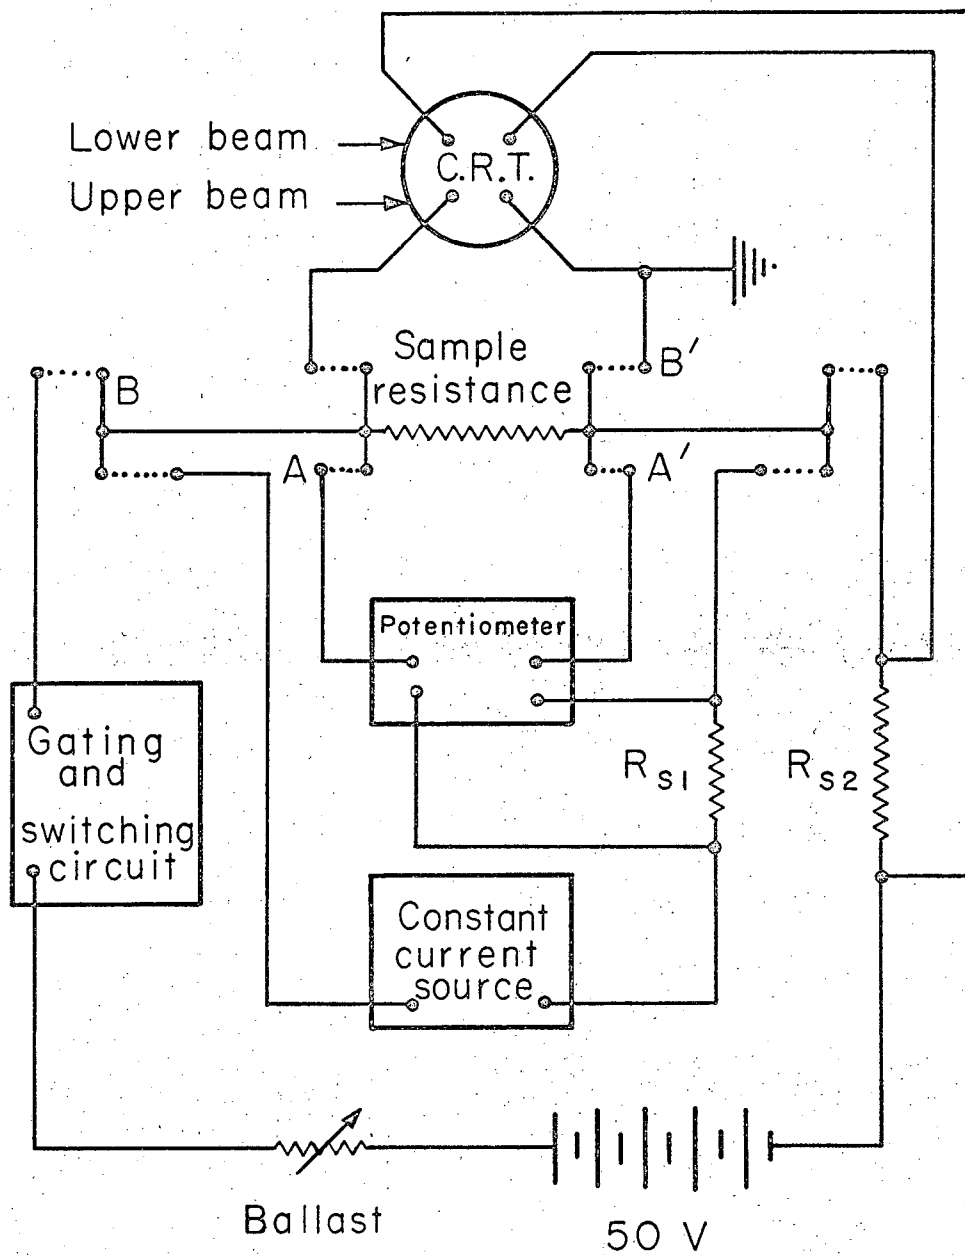 Lower beam
C.R.T.
Upper beam
Sample
resistance
B
B′
A
A′
Potentiometer
Gating
and
switching
circuit
R S1
R S2
Constant
current
source
Ballast
50 V